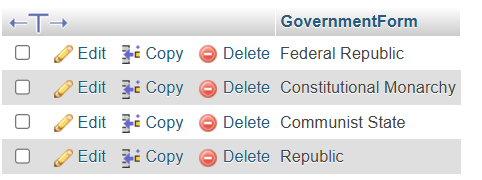 GovernmentForm
Edit Copy Delete Federal Republic
Edit Copy Delete Constitutional Monarchy
Edit Copy Delete Communist State
Edit Copy Delete Republic